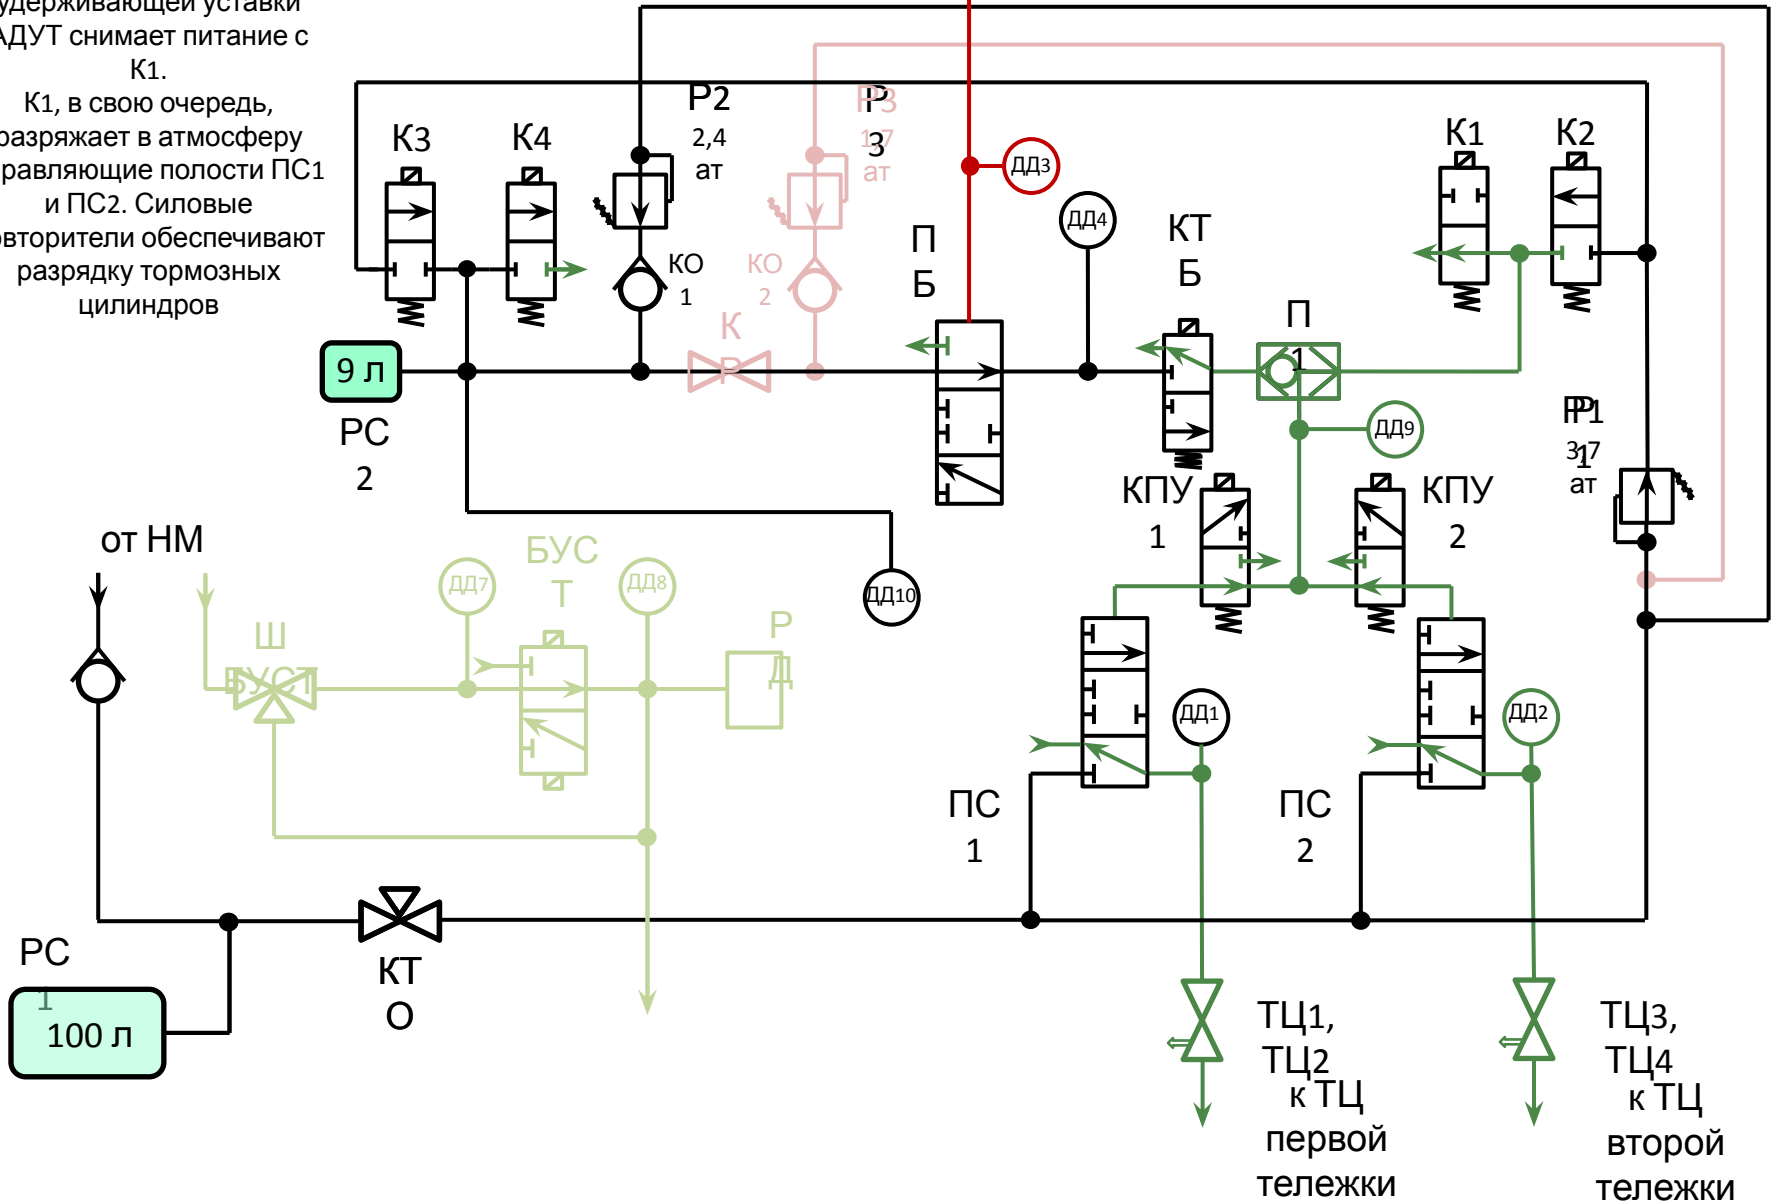 удерживающей уставки
АДУТ снимает питание с
К1.
К1, в свою очередь,
разряжает в атмосферу
равляющие полости ПС1
и ПС2. Силовые
овторители обеспечивают
разрядку тормозных
цилиндров
К3
К4
Р2
2,4
ат
Р3
1,7
ат
Р
3
ДД3
ДД4
К1
К2
КО
1
КО
2
П
Б
КТ
Б
К
Р
П
1
9 л
РС
2
ДД9
Р1
3,7
ат
Р
1
КПУ
1
КПУ
2
от НМ
БУС
Т
ДД7
ДД8
ДД10
Ш
БУСТ
Р
Д
ДД1
ДД2
ПС
1
ПС
2
РС
1
100 л
КТ
О
ТЦ1,
ТЦ2
к ТЦ
первой
тележки
ТЦ3,
ТЦ4
к ТЦ
второй
тележки